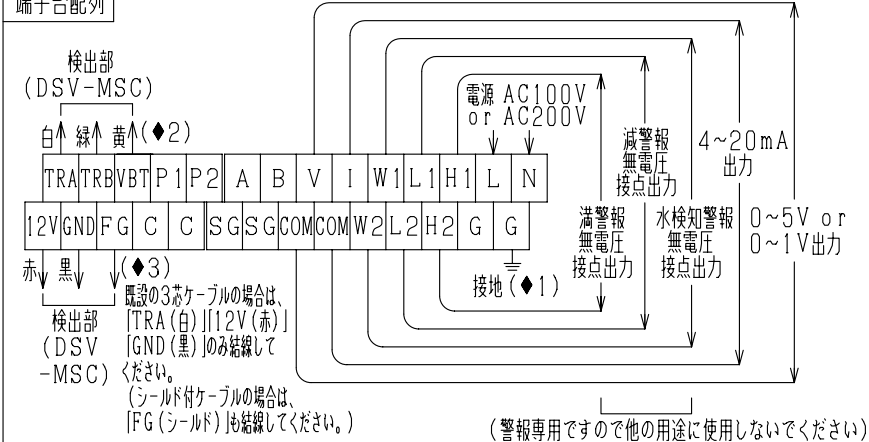 端子台配列
検出部
(DSV-MSC)
白 緑 黄(◆2)
電源 AC100V
or AC200V
減警報
無電圧
接点出力
4~20mA
出力
TRA TRB VBT P1 P2 A B V I W1 L1 H1 L N
12V GND FG C C SG SG COM COM W2 L2 H2 G G
満警報
無電圧
接点出力
水検知警報
無電圧
接点出力
0~5V or
0~1V出力
赤 黒 (◆3)
接地(◆1)
検出部
(DSV
-MSC)
既設の3芯ケーブルの場合は、
「TRA(白)」「12V(赤)」
「GND(黒)」のみ結線して
ください。
(シールド付ケーブルの場合は、
「FG(シールド)」も結線してください。)
(警報専用ですので他の用途に使用しないでください)